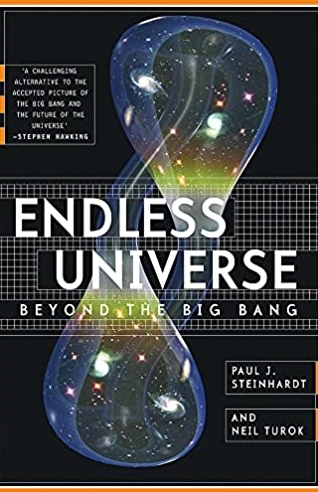 'A CHALLENGING
ALTERNATIVE TO THE
ACCEPTED PICTURE OF
THE BIG BANG AND
THE FUTURE OF THE
UNIVERSE'
—STEPHEN HAWKING
ENDLESS
UNIVERSE
BEYOND THE BIG BANG
PAUL J.
STEINHARDT
AND
NEIL TUROK